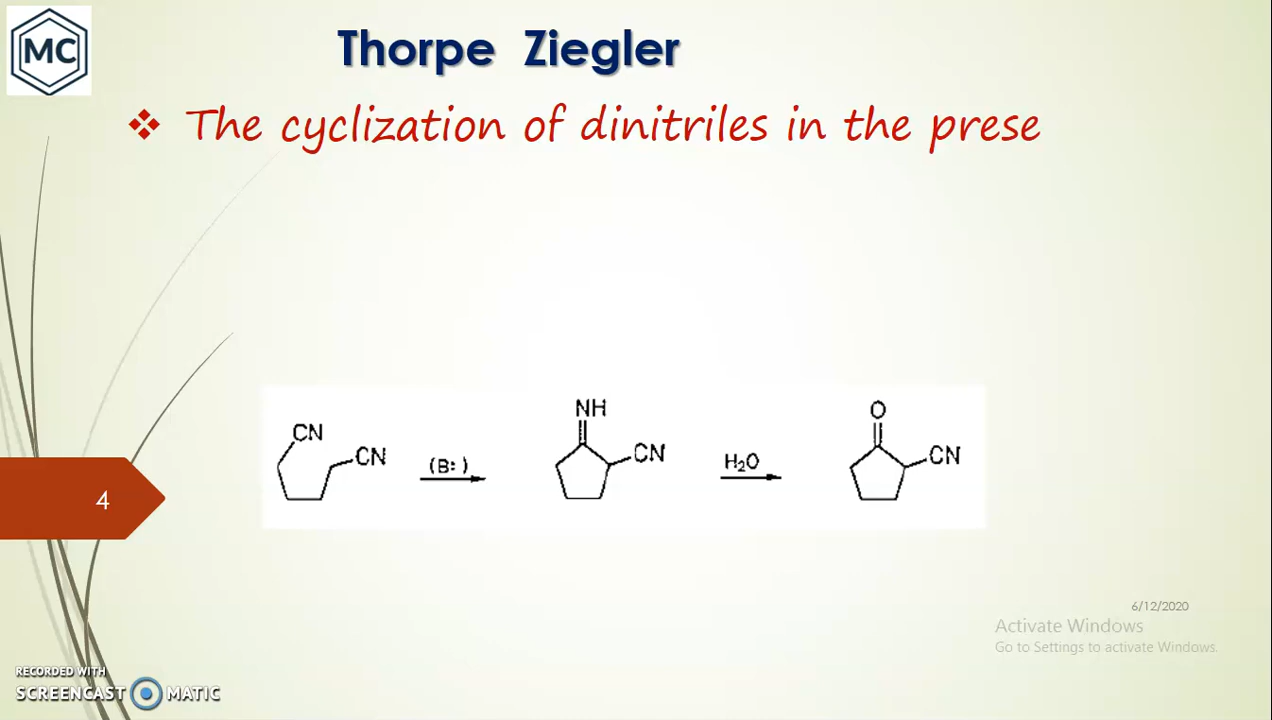 MC
Thorpe Ziegler
❖ The cyclization of dinitriles in the prese
CN
CN
(B:)
NH
CN
H₂O
O
CN
4
6/12/2020
Activate Windows
Go to Settings to activate Windows.
RECORDED WITH
SCREENCAST MATIC